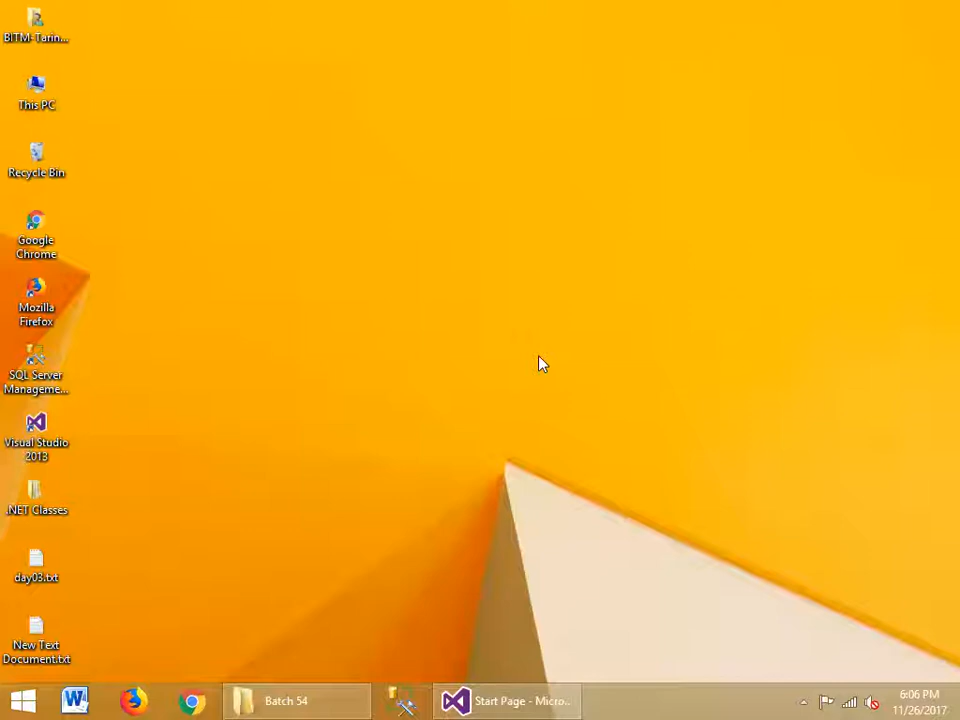 BITM- Tarin...
This PC
Recycle Bin
Google
Chrome
Mozilla
Firefox
SQL Server
Manageme...
Visual Studio
2013
.NET Classes
day03.txt
New Text
Document.txt
Batch 54
Start Page - Micro...
6:06 PM
11/26/2017